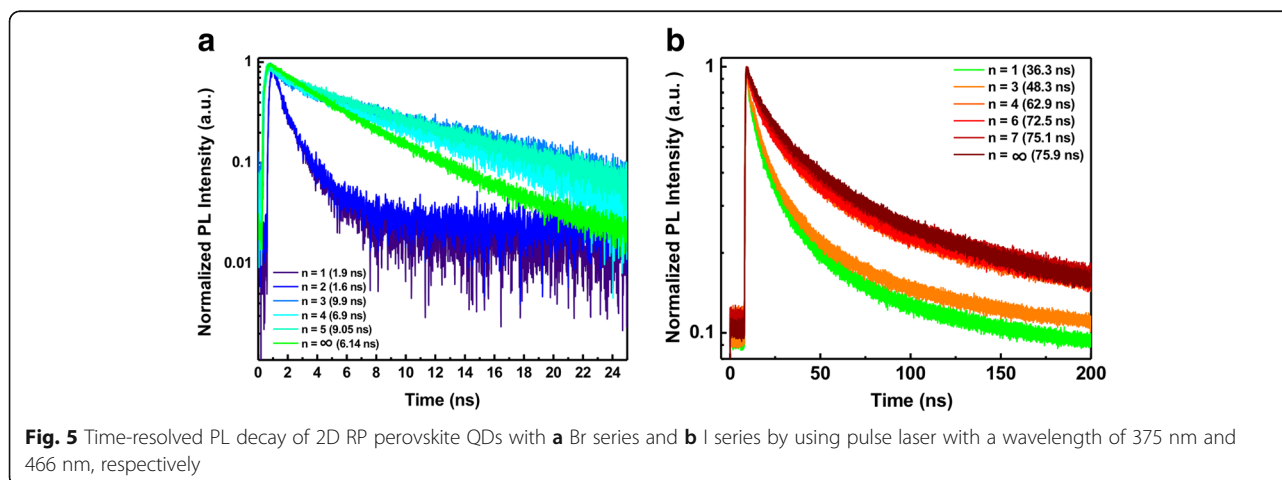 a
Normalized PL Intensity (a.u.)
1
0.1
0.01
n = 1 (1.9 ns)
n = 2 (1.6 ns)
n = 3 (9.9 ns)
n = 4 (6.9 ns)
n = 5 (9.05 ns)
n = ∞ (6.14 ns)
0 2 4 6 8 10 12 14 16 18 20 22 24
Time (ns)
b
Normalized PL Intensity (a.u.)
1
0.1
n = 1 (36.3 ns)
n = 3 (48.3 ns)
n = 4 (62.9 ns)
n = 6 (72.5 ns)
n = 7 (75.1 ns)
n = ∞ (75.9 ns)
0 50 100 150 200
Time (ns)
Fig. 5 Time-resolved PL decay of 2D RP perovskite QDs with a Br series and b I series by using pulse laser with a wavelength of 375 nm and
466 nm, respectively